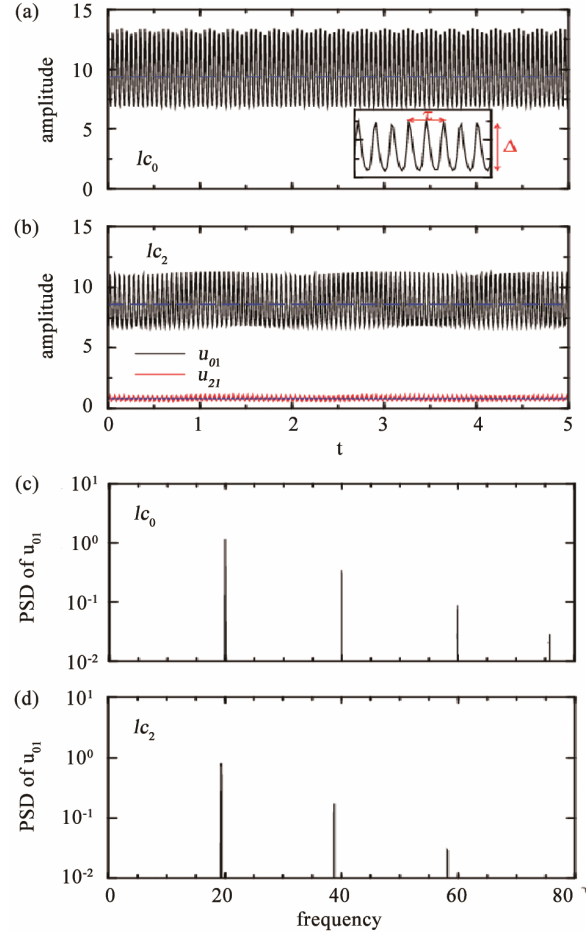 (a)
15
10
5
0
amplitude
lc0
τ
Δ
(b)
15
10
5
0
amplitude
lc2
u01
u21
0 1 2 3 4 5
t
(c)
10^1
10^0
10^-1
10^-2
PSD of u01
lc0
(d)
10^1
10^0
10^-1
10^-2
PSD of u01
lc2
0 20 40 60 80
frequency